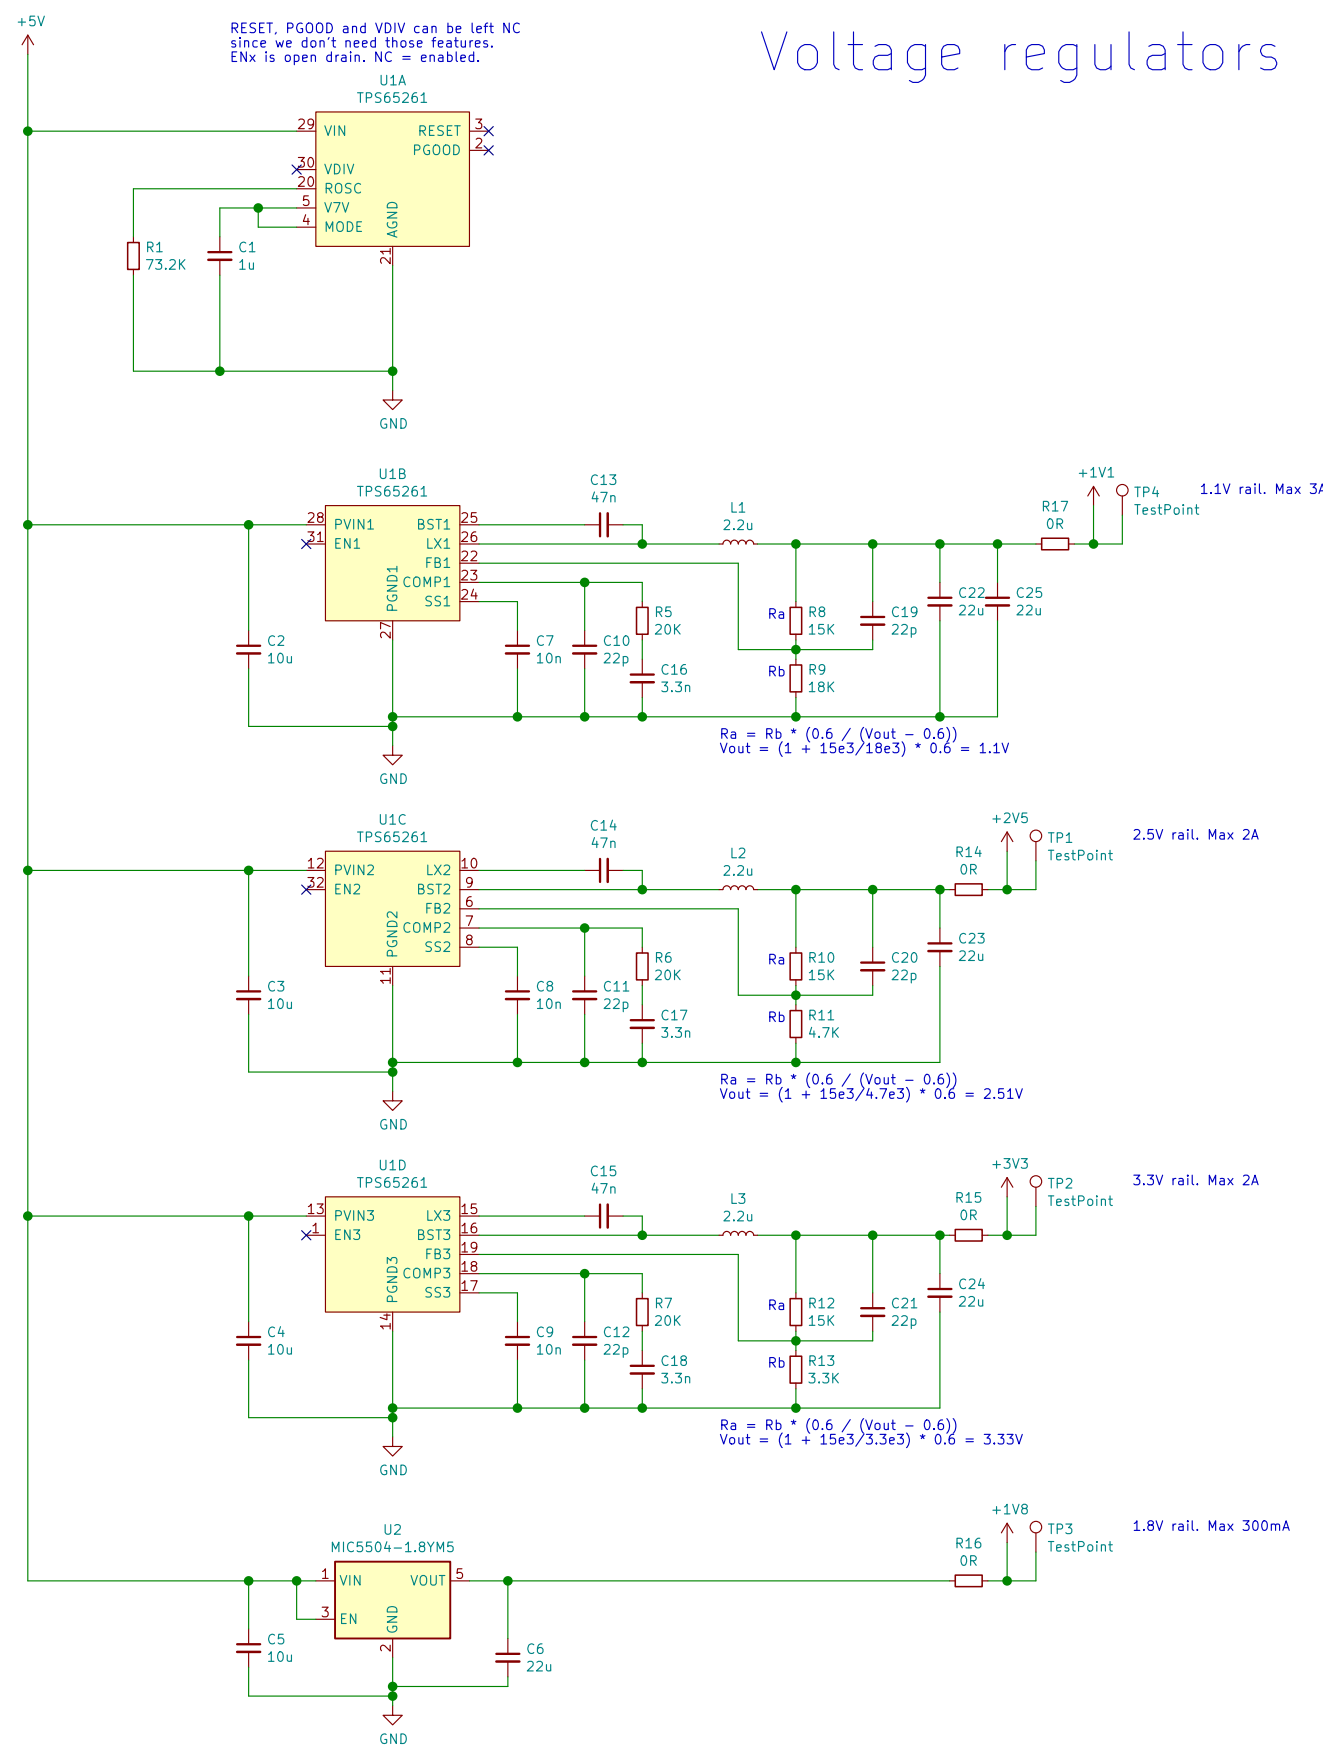 +5V
RESET, PGOOD and VDIV can be left NC
since we don't need those features.
ENx is open drain. NC = enabled.
Voltage regulators
U1A
TPS65261
29 VIN
RESET 3
PGOOD 2
30 VDIV
20 ROSC
5 V7V
4 MODE
AGND
21
R1
73.2K
C1
1u
GND
U1B
TPS65261
28 PVIN1
31 EN1
PGND1
27
BST1 25
LX1 26
FB1 22
COMP1 23
SS1 24
C13
47n
L1
2.2u
R17
0R
+1V1
TP4
TestPoint
1.1V rail. Max 3A
C2
10u
C7
10n
C10
22p
R5
20K
C16
3.3n
Ra
R8
15K
Rb
R9
18K
C19
22p
C22
22u
C25
22u
Ra = Rb * (0.6 / (Vout - 0.6))
Vout = (1 + 15e3/18e3) * 0.6 = 1.1V
GND
U1C
TPS65261
12 PVIN2
32 EN2
PGND2
11
LX2 10
BST2 9
FB2 6
COMP2 7
SS2 8
C14
47n
L2
2.2u
R14
0R
+2V5
TP1
TestPoint
2.5V rail. Max 2A
C3
10u
C8
10n
C11
22p
R6
20K
C17
3.3n
Ra
R10
15K
Rb
R11
4.7K
C20
22p
C23
22u
Ra = Rb * (0.6 / (Vout - 0.6))
Vout = (1 + 15e3/4.7e3) * 0.6 = 2.51V
GND
U1D
TPS65261
13 PVIN3
1 EN3
PGND3
14
LX3 15
BST3 16
FB3 19
COMP3 18
SS3 17
C15
47n
L3
2.2u
R15
0R
+3V3
TP2
TestPoint
3.3V rail. Max 2A
C4
10u
C9
10n
C12
22p
R7
20K
C18
3.3n
Ra
R12
15K
Rb
R13
3.3K
C21
22p
C24
22u
Ra = Rb * (0.6 / (Vout - 0.6))
Vout = (1 + 15e3/3.3e3) * 0.6 = 3.33V
GND
U2
MIC5504-1.8YM5
1 VIN
3 EN
GND
2
VOUT 5
R16
0R
+1V8
TP3
TestPoint
1.8V rail. Max 300mA
C5
10u
C6
22u
GND